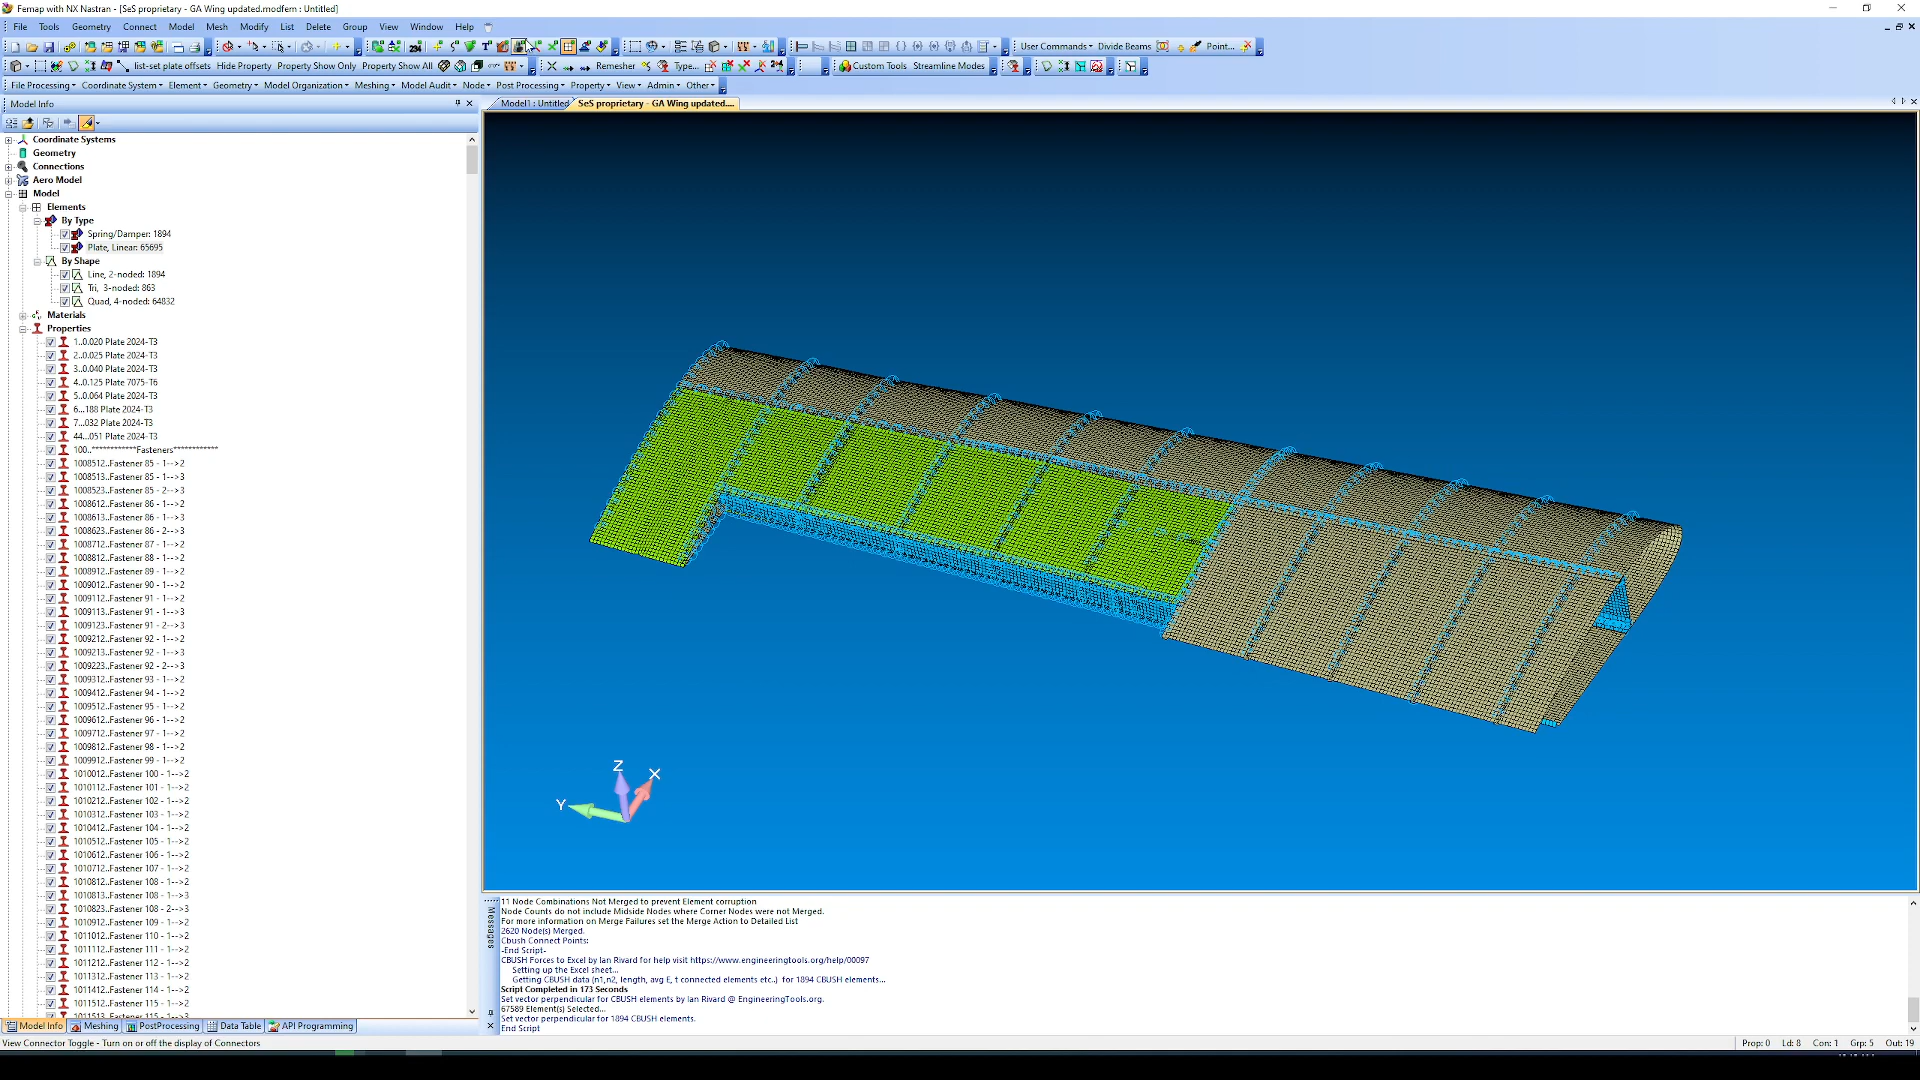 Femap with NX Nastran - [SeS proprietary - GA Wing updated.modfem : Untitled]
File Tools Geometry Connect Model Mesh Modify List Delete Group View Window Help
User Commands Divide Beams Point...
list-set plate offsets Hide Property Property Show Only Property Show All Remesher Type... Custom Tools Streamline Modes
File Processing Coordinate System Element Geometry Model Organization Meshing Model Audit Node Post Processing Property View Admin Other
Model Info
Model1 : Untitled SeS proprietary - GA Wing updated....
Coordinate Systems
Geometry
Connections
Aero Model
Model
Elements
By Type
Spring/Damper: 1894
Plate, Linear: 65695
By Shape
Line, 2-noded: 1894
Tri, 3-noded: 863
Quad, 4-noded: 64832
Materials
Properties
1..0.020 Plate 2024-T3
2..0.025 Plate 2024-T3
3..0.040 Plate 2024-T3
4..0.125 Plate 7075-T6
5..0.064 Plate 2024-T3
6...188 Plate 2024-T3
7...032 Plate 2024-T3
44...051 Plate 2024-T3
100..************Fasteners************
1008512..Fastener 85 - 1-->2
1008513..Fastener 85 - 1-->3
1008523..Fastener 85 - 2-->3
1008612..Fastener 86 - 1-->2
1008613..Fastener 86 - 1-->3
1008623..Fastener 86 - 2-->3
1008712..Fastener 87 - 1-->2
1008812..Fastener 88 - 1-->2
1008912..Fastener 89 - 1-->2
1009012..Fastener 90 - 1-->2
1009112..Fastener 91 - 1-->2
1009113..Fastener 91 - 1-->3
1009123..Fastener 91 - 2-->3
1009212..Fastener 92 - 1-->2
1009213..Fastener 92 - 1-->3
1009223..Fastener 92 - 2-->3
1009312..Fastener 93 - 1-->2
1009412..Fastener 94 - 1-->2
1009512..Fastener 95 - 1-->2
1009612..Fastener 96 - 1-->2
1009712..Fastener 97 - 1-->2
1009812..Fastener 98 - 1-->2
1009912..Fastener 99 - 1-->2
1010012..Fastener 100 - 1-->2
1010112..Fastener 101 - 1-->2
1010212..Fastener 102 - 1-->2
1010312..Fastener 103 - 1-->2
1010412..Fastener 104 - 1-->2
1010512..Fastener 105 - 1-->2
1010612..Fastener 106 - 1-->2
1010712..Fastener 107 - 1-->2
1010812..Fastener 108 - 1-->2
1010813..Fastener 108 - 1-->3
1010823..Fastener 108 - 2-->3
1010912..Fastener 109 - 1-->2
1011012..Fastener 110 - 1-->2
1011112..Fastener 111 - 1-->2
1011212..Fastener 112 - 1-->2
1011312..Fastener 113 - 1-->2
1011412..Fastener 114 - 1-->2
1011512..Fastener 115 - 1-->2
Z
X
Y
Messages
11 Node Combinations Not Merged to prevent Element corruption
Node Counts do not include Midside Nodes where Corner Nodes were not Merged.
For more information on Merge Failures set the Merge Action to Detailed List
2620 Node(s) Merged.
Cbush Connect Points:
-End Script-
CBUSH Forces to Excel by Ian Rivard for help visit https://www.engineeringtools.org/help/00097
Setting up the Excel sheet...
Getting CBUSH data (n1,n2, length, avg E, t connected elements etc..) for 1894 CBUSH elements...
Script Completed in 173 Seconds
Set vector perpendicular for CBUSH elements by Ian Rivard @ EngineeringTools.org.
67589 Element(s) Selected...
Set vector perpendicular for 1894 CBUSH elements.
End Script
Model Info Meshing PostProcessing Data Table API Programming
View Connector Toggle - Turn on or off the display of Connectors
Prop: 0 Ld: 8 Con: 1 Grp: 5 Out: 19